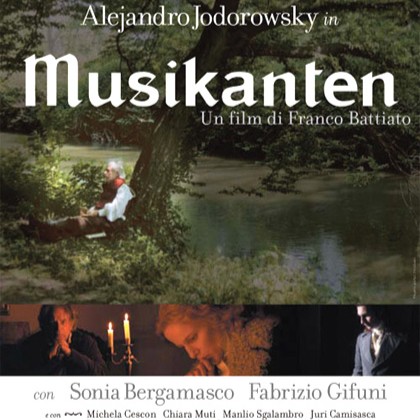 Alejandro Jodorowsky in
Musikanten
Un film di Franco Battiato
con Sonia Bergamasco Fabrizio Gifuni
e con Michela Cescon Chiara Muti Manlio Sgalambro Juri Camisasca